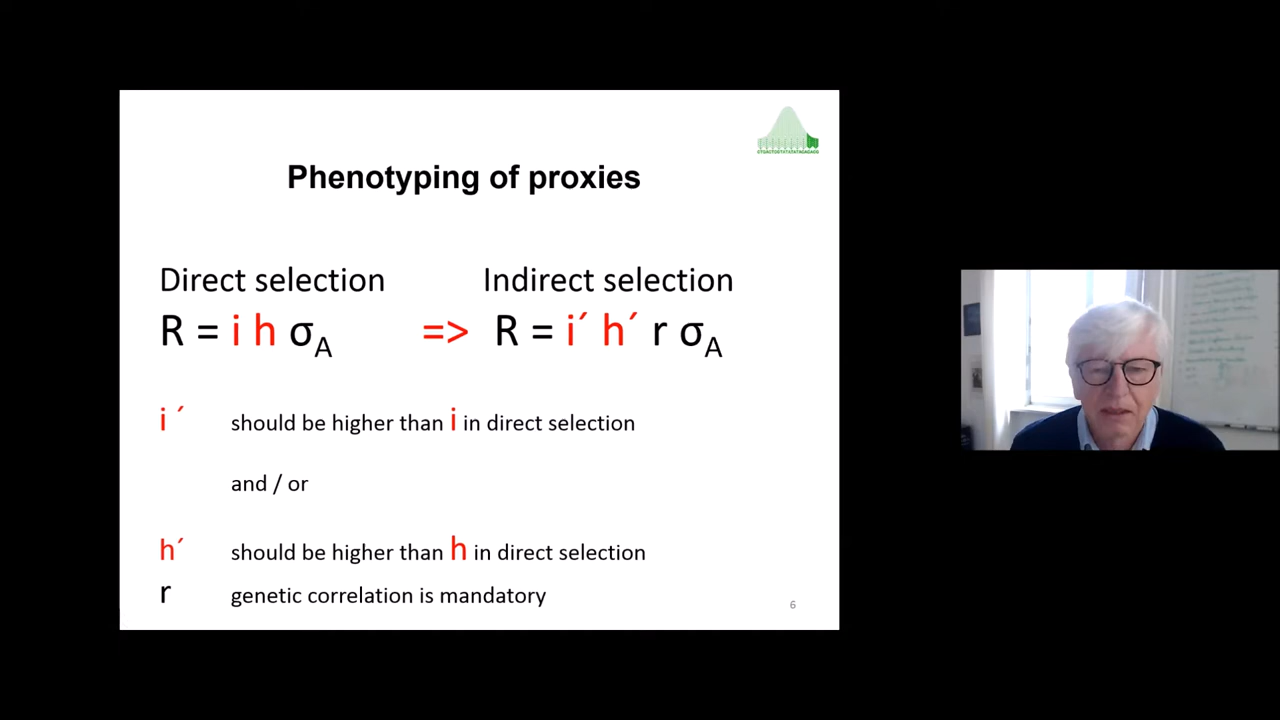 Phenotyping of proxies
Direct selection
Indirect selection
R = i h σA
=>
R = i´ h´ r σA
i ´ should be higher than i in direct selection
and / or
h´ should be higher than h in direct selection
r genetic correlation is mandatory
6